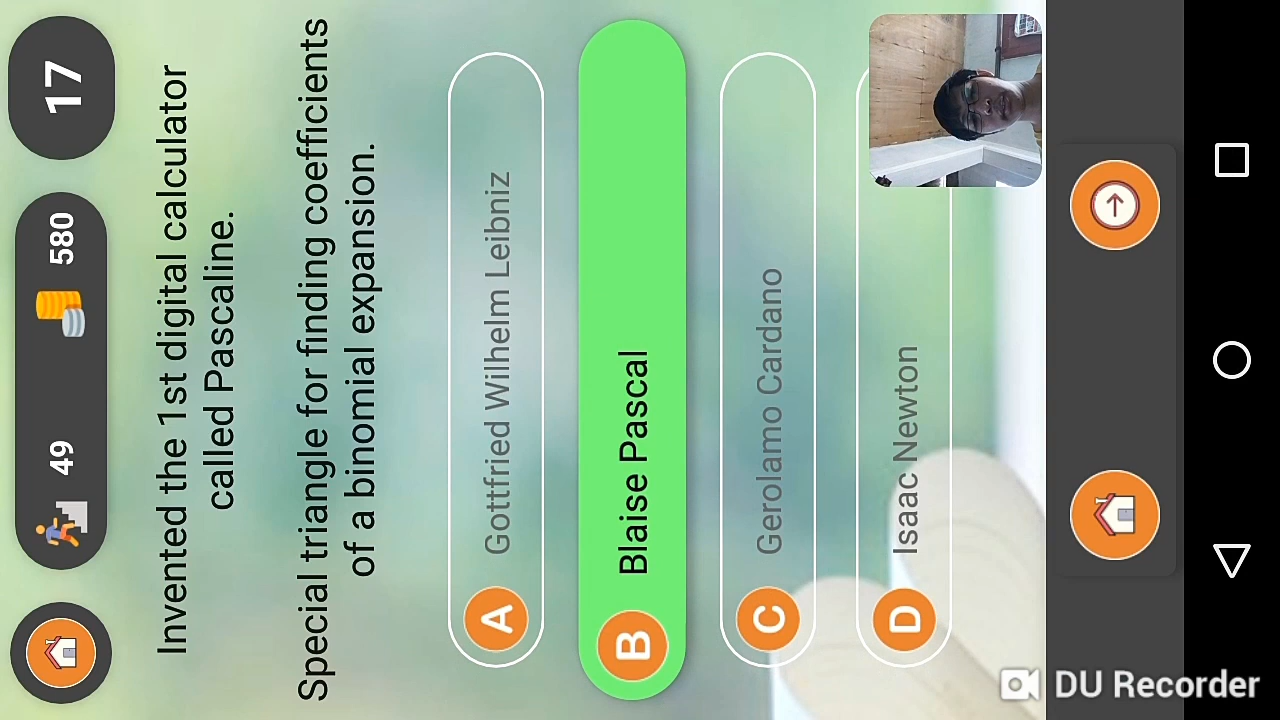 49 580
17
Invented the 1st digital calculator
called Pascaline.
Special triangle for finding coefficients
of a binomial expansion.
A Gottfried Wilhelm Leibniz
B Blaise Pascal
C Gerolamo Cardano
D Isaac Newton
DU Recorder